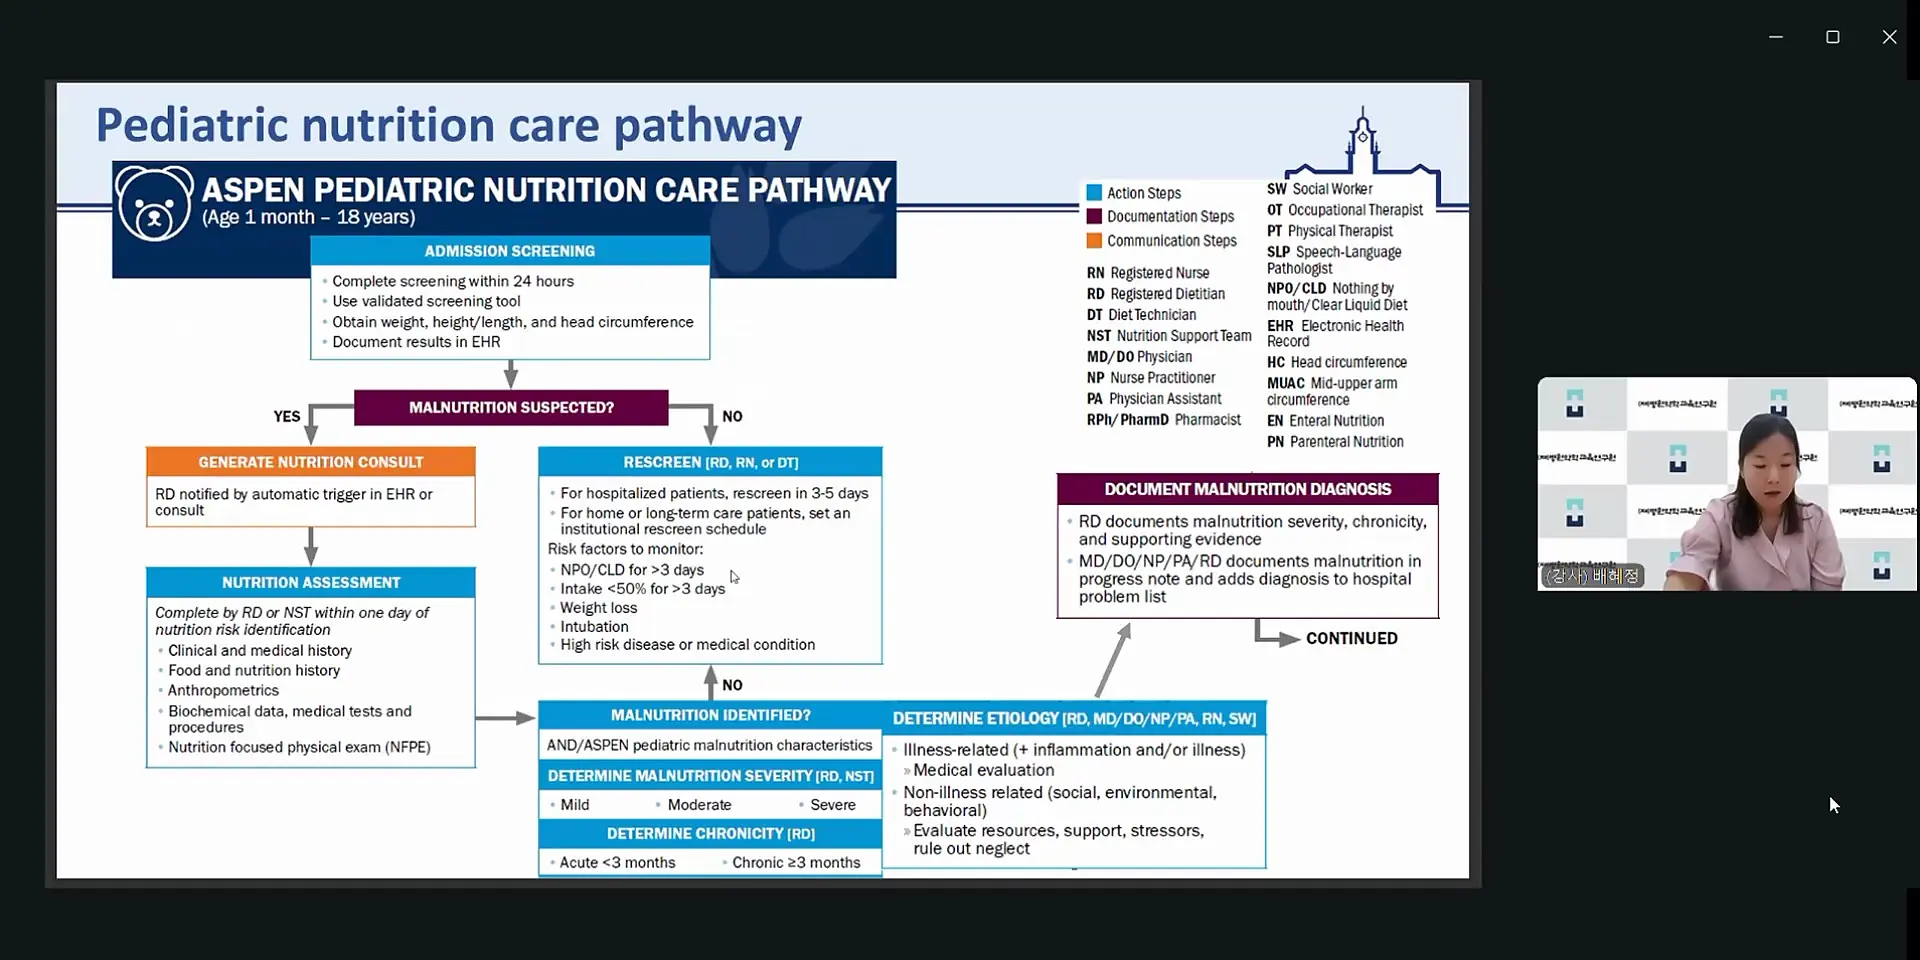 Pediatric nutrition care pathway
ASPEN PEDIATRIC NUTRITION CARE PATHWAY
(Age 1 month – 18 years)
ADMISSION SCREENING
• Complete screening within 24 hours
• Use validated screening tool
• Obtain weight, height/length, and head circumference
• Document results in EHR
MALNUTRITION SUSPECTED?
YES
NO
GENERATE NUTRITION CONSULT
RD notified by automatic trigger in EHR or
consult
NUTRITION ASSESSMENT
Complete by RD or NST within one day of
nutrition risk identification
• Clinical and medical history
• Food and nutrition history
• Anthropometrics
• Biochemical data, medical tests and
procedures
• Nutrition focused physical exam (NFPE)
RESCREEN [RD, RN, or DT]
• For hospitalized patients, rescreen in 3-5 days
• For home or long-term care patients, set an
institutional rescreen schedule
Risk factors to monitor:
• NPO/CLD for >3 days
• Intake <50% for >3 days
• Weight loss
• Intubation
• High risk disease or medical condition
NO
MALNUTRITION IDENTIFIED?
AND/ASPEN pediatric malnutrition characteristics
DETERMINE MALNUTRITION SEVERITY [RD, NST]
• Mild • Moderate • Severe
DETERMINE CHRONICITY [RD]
• Acute <3 months • Chronic ≥3 months
DETERMINE ETIOLOGY [RD, MD/DO/NP/PA, RN, SW]
• Illness-related (+ inflammation and/or illness)
» Medical evaluation
• Non-illness related (social, environmental,
behavioral)
» Evaluate resources, support, stressors,
rule out neglect
DOCUMENT MALNUTRITION DIAGNOSIS
• RD documents malnutrition severity, chronicity,
and supporting evidence
• MD/DO/NP/PA/RD documents malnutrition in
progress note and adds diagnosis to hospital
problem list
CONTINUED
Action Steps
Documentation Steps
Communication Steps
RN Registered Nurse
RD Registered Dietitian
DT Diet Technician
NST Nutrition Support Team
MD/DO Physician
NP Nurse Practitioner
PA Physician Assistant
RPh/PharmD Pharmacist
SW Social Worker
OT Occupational Therapist
PT Physical Therapist
SLP Speech-Language
Pathologist
NPO/CLD Nothing by
mouth/Clear Liquid Diet
EHR Electronic Health
Record
HC Head circumference
MUAC Mid-upper arm
circumference
EN Enteral Nutrition
PN Parenteral Nutrition
(재)병원약학교육연구원
(강사) 배혜정